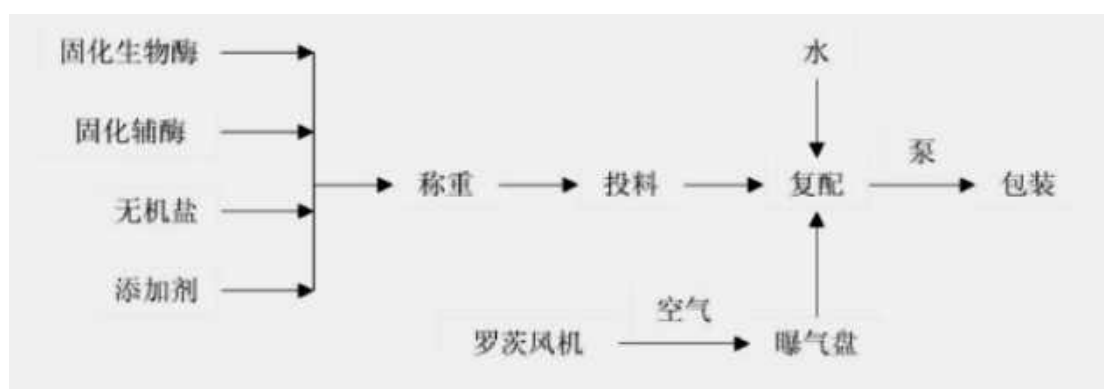 固化生物酶
水
固化辅酶
泵
称重
投料
复配
包装
无机盐
添加剂
空气
罗茨风机
曝气盘